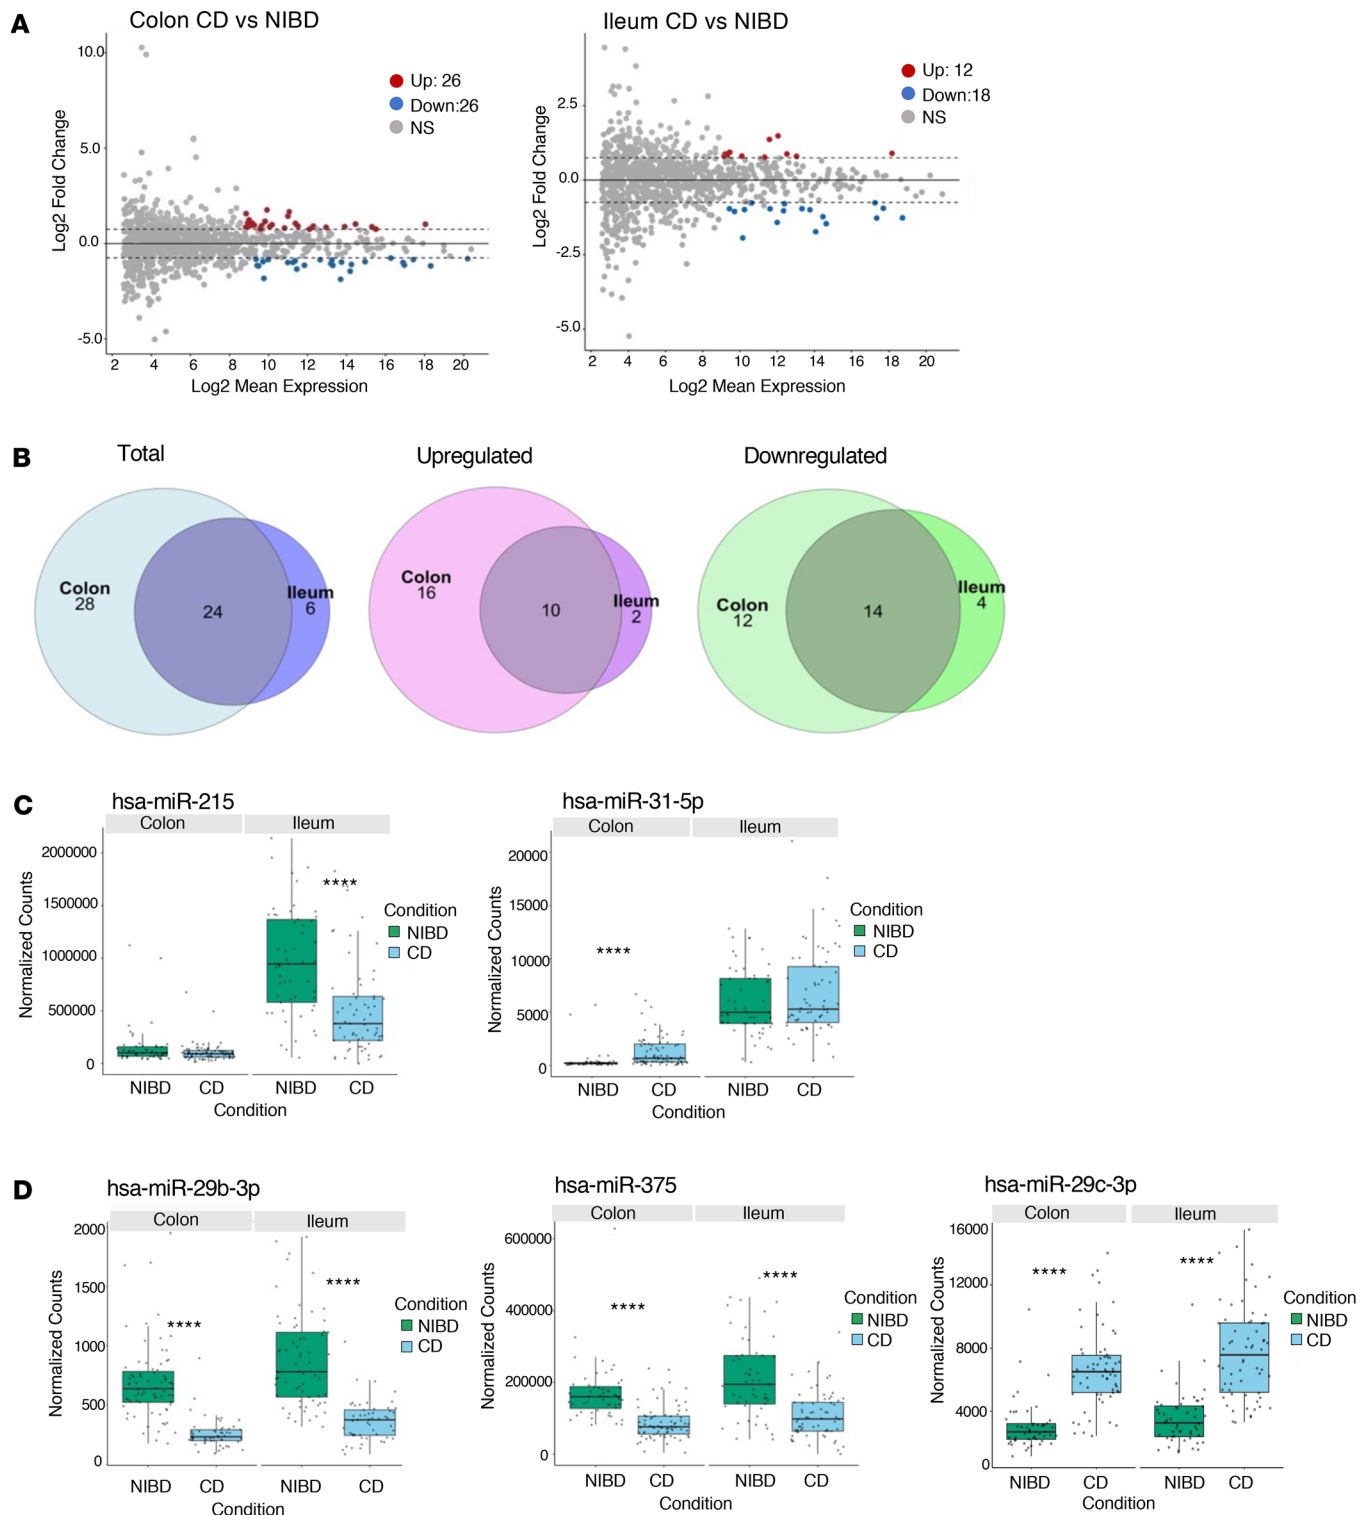 A
Colon CD vs NIBD
Ileum CD vs NIBD
10.0
5.0
0.0
-5.0
Log2 Fold Change
Up: 26
Down:26
NS
2 4 6 8 10 12 14 16 18 20
Log2 Mean Expression
2.5
0.0
-2.5
-5.0
Log2 Fold Change
Up: 12
Down:18
NS
2 4 6 8 10 12 14 16 18 20
Log2 Mean Expression
B
Total
Upregulated
Downregulated
Colon
28
24
Ileum
6
Colon
16
10
Ileum
2
Colon
12
14
Ileum
4
C
hsa-miR-215
Colon
Ileum
2000000
1500000
1000000
500000
0
Normalized Counts
****
Condition
NIBD
CD
NIBD CD NIBD CD
Condition
hsa-miR-31-5p
Colon
Ileum
20000
15000
10000
5000
0
Normalized Counts
****
Condition
NIBD
CD
NIBD CD NIBD CD
Condition
D
hsa-miR-29b-3p
Colon
Ileum
2000
1500
1000
500
0
Normalized Counts
****
****
Condition
NIBD
CD
NIBD CD NIBD CD
Condition
hsa-miR-375
Colon
Ileum
600000
400000
200000
0
Normalized Counts
****
****
Condition
NIBD
CD
NIBD CD NIBD CD
Condition
hsa-miR-29c-3p
Colon
Ileum
16000
12000
8000
4000
0
Normalized Counts
****
****
Condition
NIBD
CD
NIBD CD NIBD CD
Condition